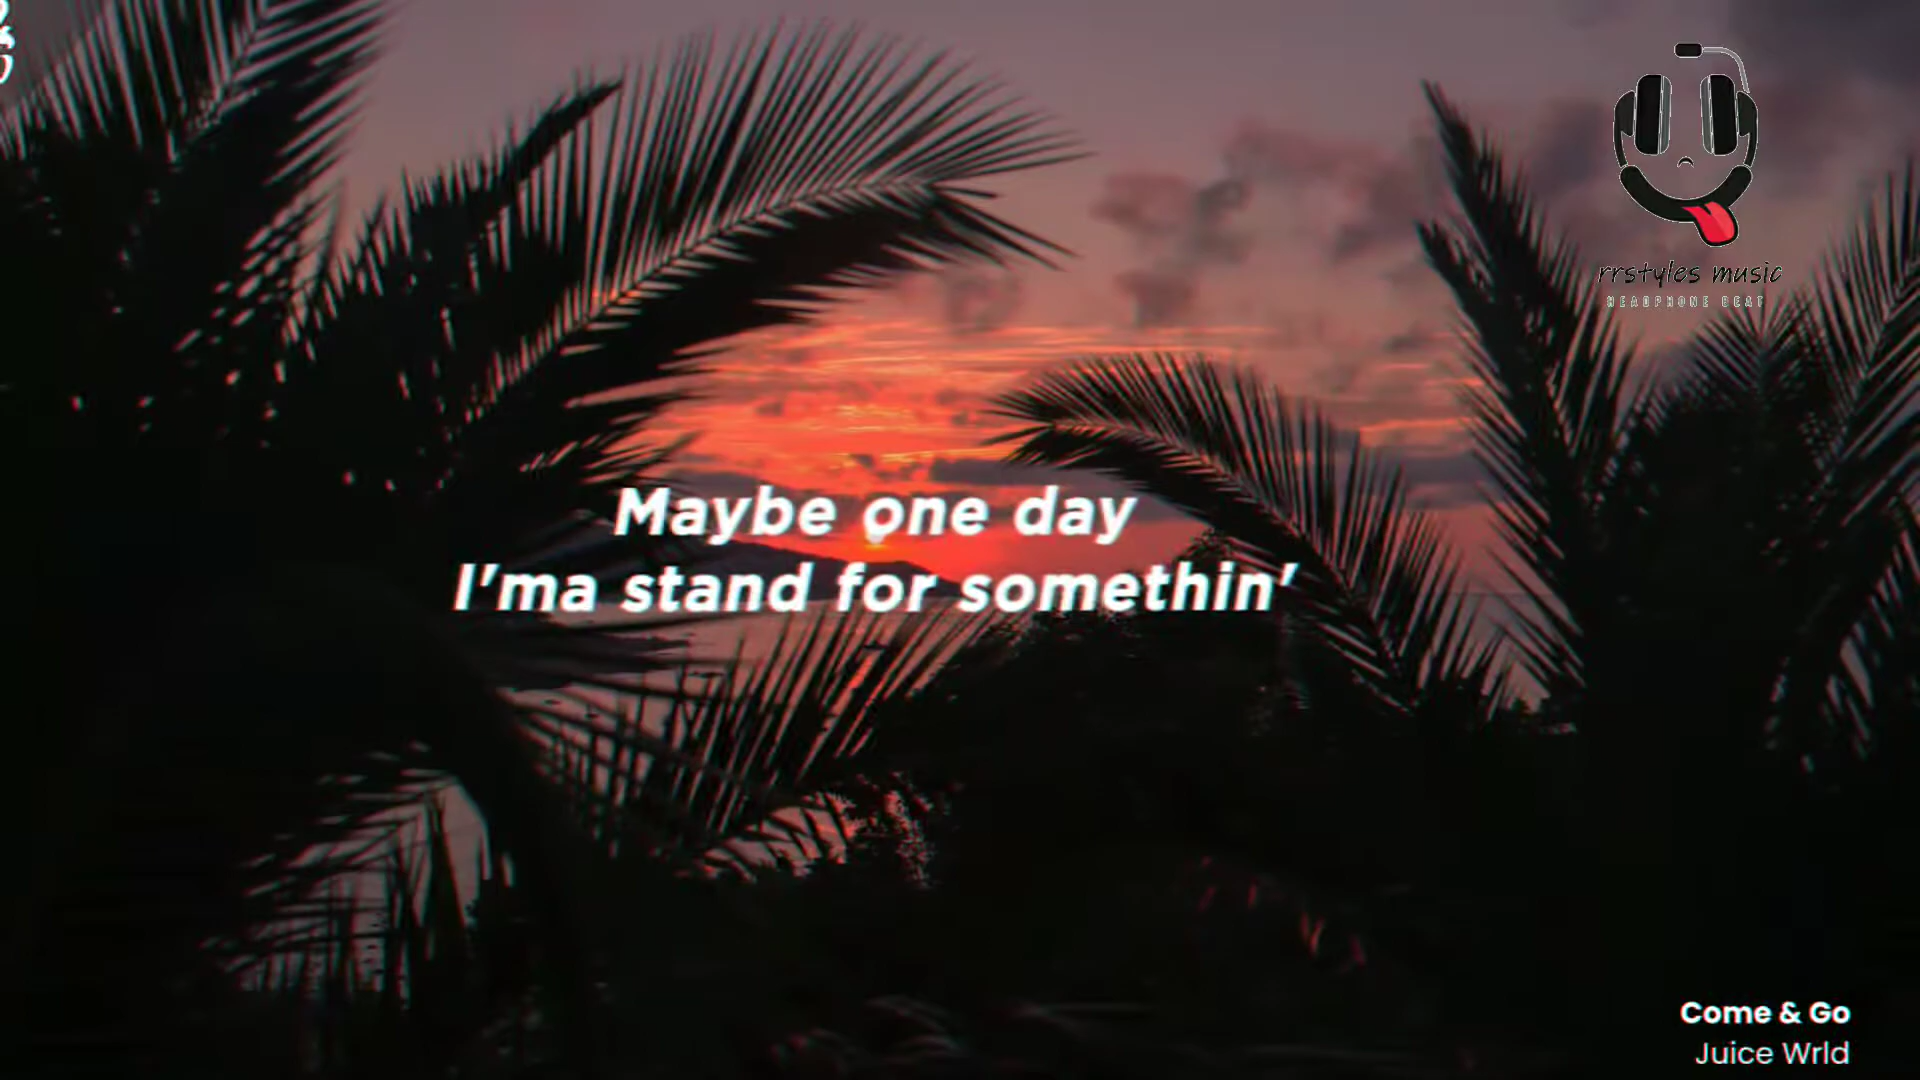 rrstyles music
HEADPHONE BEAT
Maybe one day
I'ma stand for somethin'
Come & Go
Juice Wrld